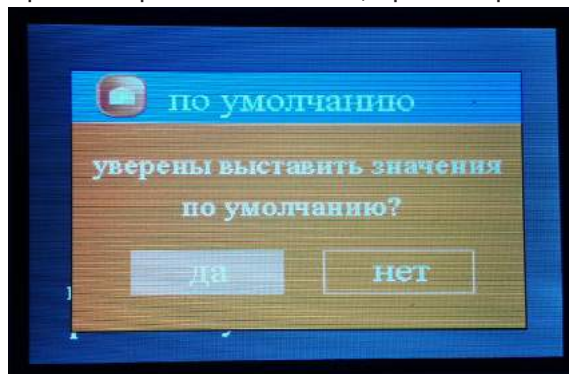 по умолчанию
уверены выставить значения
по умолчанию?
да
нет